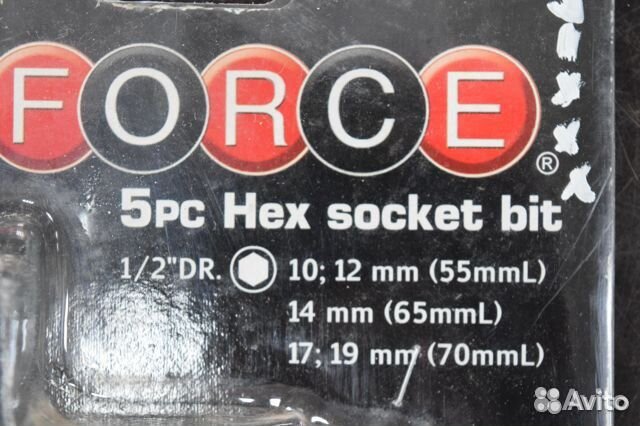 FORCE®
5PC Hex socket bit
1/2"DR. 10; 12 mm (55mmL)
14 mm (65mmL)
17; 19 mm (70mmL)
Avito